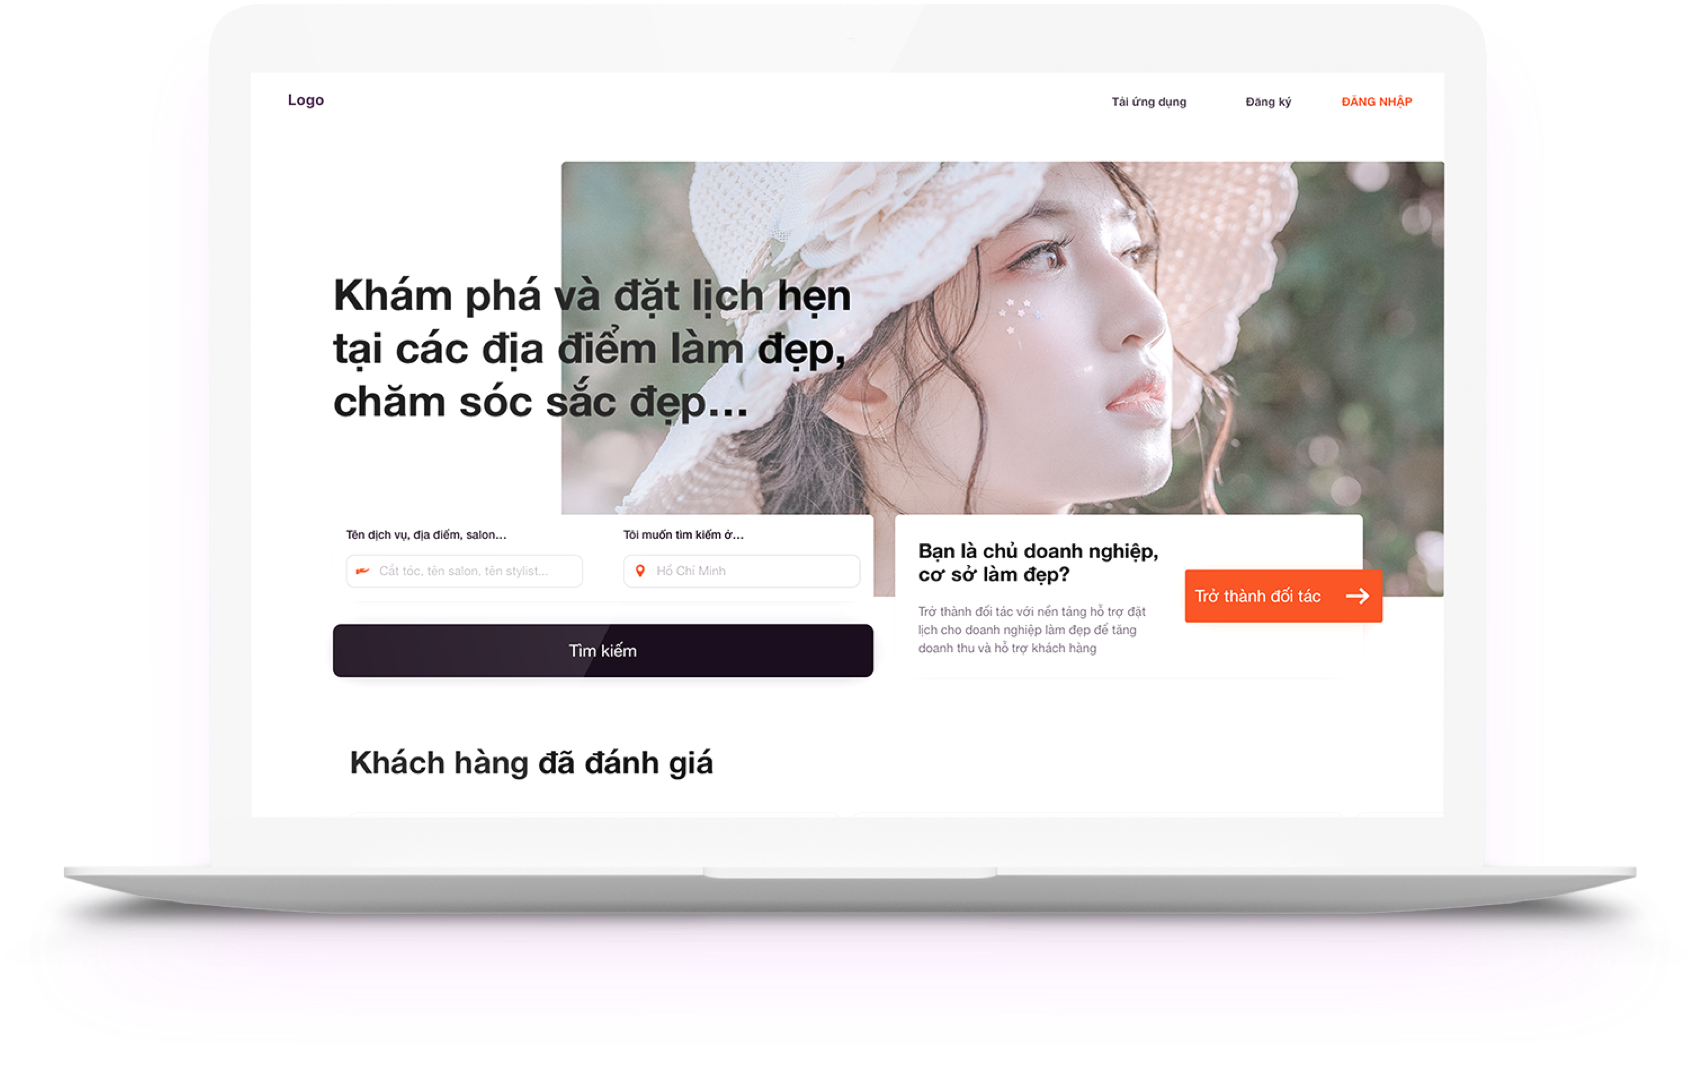 Logo
Tải ứng dụng
Đăng ký
ĐĂNG NHẬP
Khám phá và đặt lịch hẹn
tại các địa điểm làm đẹp,
chăm sóc sắc đẹp...
Tên dịch vụ, địa điểm, salon...
Tôi muốn tìm kiếm ở...
Cắt tóc, tên salon, tên stylist...
Hồ Chí Minh
Tìm kiếm
Bạn là chủ doanh nghiệp,
cơ sở làm đẹp?
Trở thành đối tác với nền tảng hỗ trợ đặt
lịch cho doanh nghiệp làm đẹp để tăng
doanh thu và hỗ trợ khách hàng
Trở thành đối tác
Khách hàng đã đánh giá